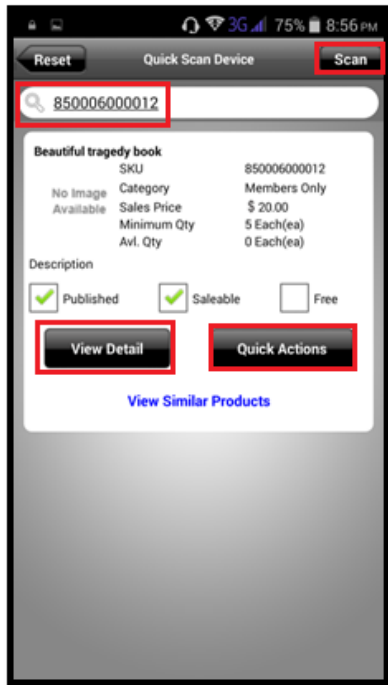 3G 75% 8:56 PM
Reset Quick Scan Device Scan
850006000012
Beautiful tragedy book
SKU 850006000012
No Image Available
Category Members Only
Sales Price $ 20.00
Minimum Qty 5 Each(ea)
Avl. Qty 0 Each(ea)
Description
Published Saleable Free
View Detail Quick Actions
View Similar Products